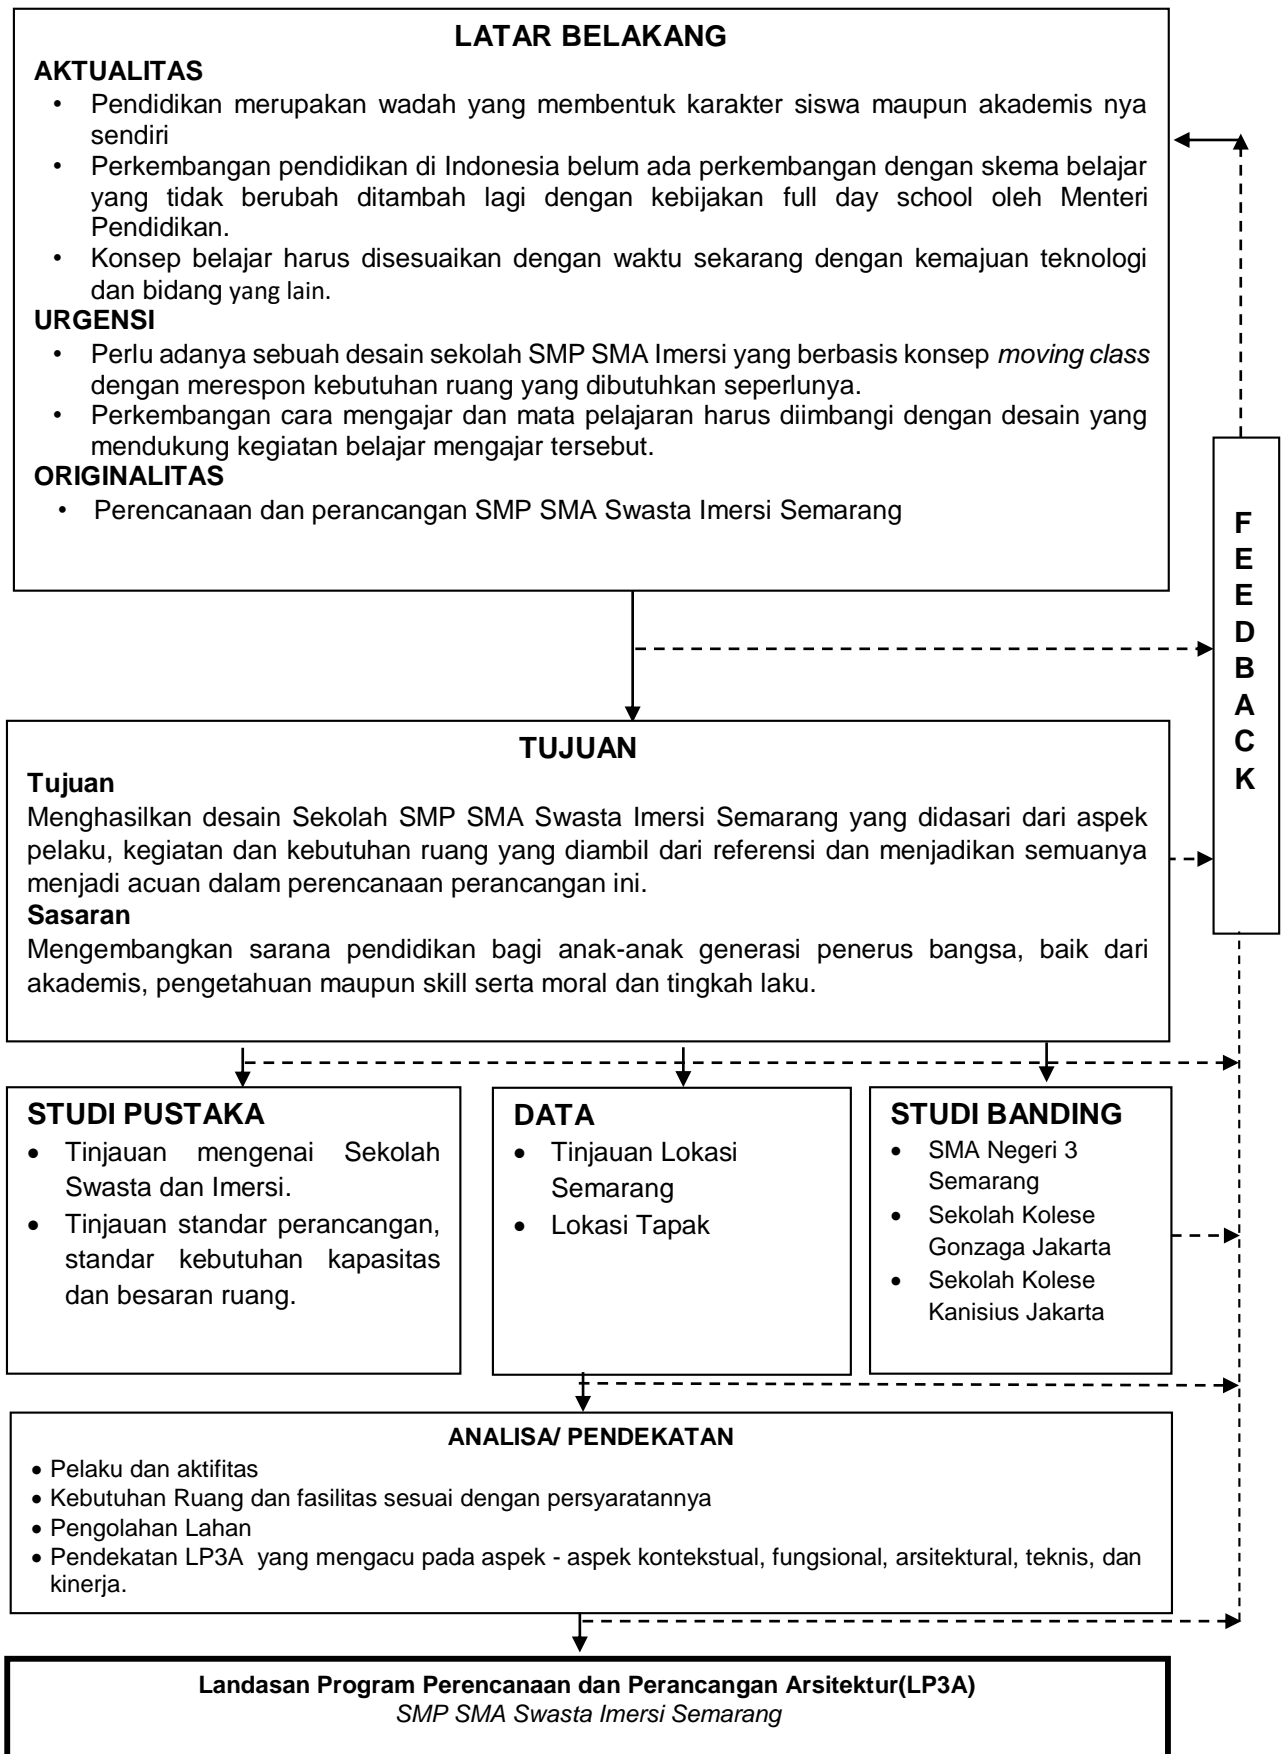 LATAR BELAKANG
AKTUALITAS
• Pendidikan merupakan wadah yang membentuk karakter siswa maupun akademis nya
sendiri
• Perkembangan pendidikan di Indonesia belum ada perkembangan dengan skema belajar
yang tidak berubah ditambah lagi dengan kebijakan full day school oleh Menteri
Pendidikan.
• Konsep belajar harus disesuaikan dengan waktu sekarang dengan kemajuan teknologi
dan bidang yang lain.
URGENSI
• Perlu adanya sebuah desain sekolah SMP SMA Imersi yang berbasis konsep moving class
dengan merespon kebutuhan ruang yang dibutuhkan seperlunya.
• Perkembangan cara mengajar dan mata pelajaran harus diimbangi dengan desain yang
mendukung kegiatan belajar mengajar tersebut.
ORIGINALITAS
• Perencanaan dan perancangan SMP SMA Swasta Imersi Semarang
F
E
E
D
B
A
C
K
TUJUAN
Tujuan
Menghasilkan desain Sekolah SMP SMA Swasta Imersi Semarang yang didasari dari aspek
pelaku, kegiatan dan kebutuhan ruang yang diambil dari referensi dan menjadikan semuanya
menjadi acuan dalam perencanaan perancangan ini.
Sasaran
Mengembangkan sarana pendidikan bagi anak-anak generasi penerus bangsa, baik dari
akademis, pengetahuan maupun skill serta moral dan tingkah laku.
STUDI PUSTAKA
• Tinjauan mengenai Sekolah
Swasta dan Imersi.
• Tinjauan standar perancangan,
standar kebutuhan kapasitas
dan besaran ruang.
DATA
• Tinjauan Lokasi
Semarang
• Lokasi Tapak
STUDI BANDING
• SMA Negeri 3
Semarang
• Sekolah Kolese
Gonzaga Jakarta
• Sekolah Kolese
Kanisius Jakarta
ANALISA/ PENDEKATAN
• Pelaku dan aktifitas
• Kebutuhan Ruang dan fasilitas sesuai dengan persyaratannya
• Pengolahan Lahan
• Pendekatan LP3A yang mengacu pada aspek - aspek kontekstual, fungsional, arsitektural, teknis, dan
kinerja.
Landasan Program Perencanaan dan Perancangan Arsitektur(LP3A)
SMP SMA Swasta Imersi Semarang